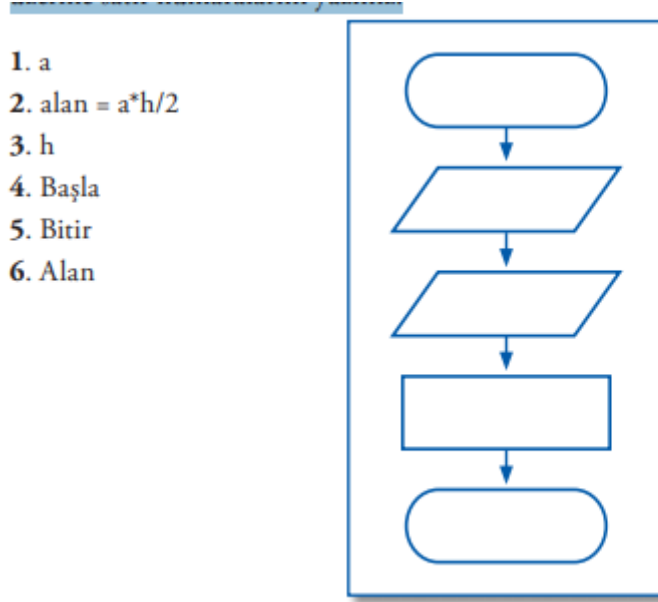 1. a
2. alan = a*h/2
3. h
4. Başla
5. Bitir
6. Alan